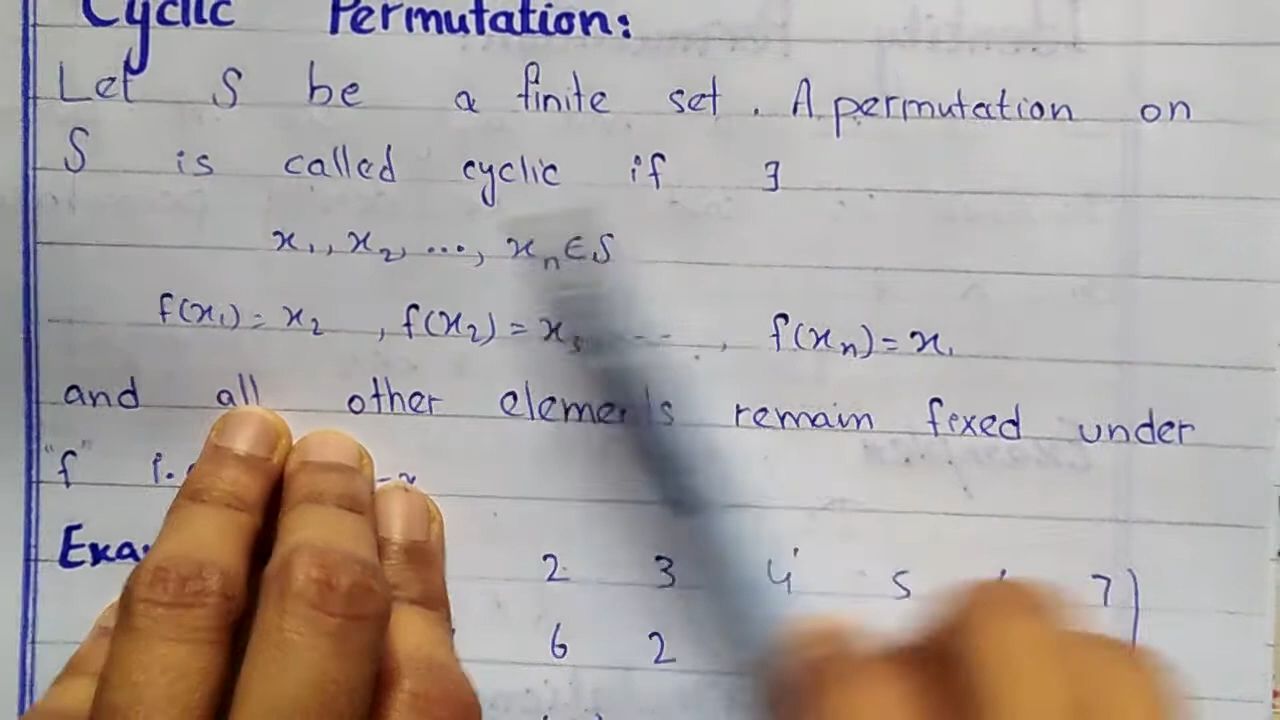 Cyclic Permutation:
Let S be a finite set. A permutation on
S is called cyclic if ∃
x₁, x₂, ..., xₙ ∈ S
f(x₁) = x₂ , f(x₂) = x₃ ---- , f(xₙ) = x₁
and all other elements remain fixed under
"f"
2 3 4 5 7)
6 2